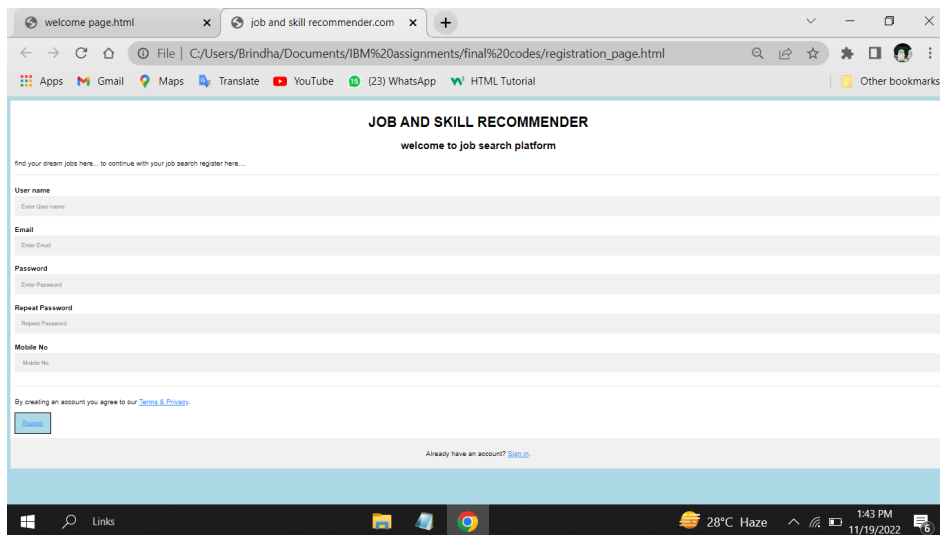 welcome page.html
job and skill recommender.com
File | C:/Users/Brindha/Documents/IBM%20assignments/final%20codes/registration_page.html
Apps Gmail Maps Translate YouTube 15 (23) WhatsApp HTML Tutorial Other bookmarks
JOB AND SKILL RECOMMENDER
welcome to job search platform
find your dream jobs here... to continue with your job search register here....
User name
Enter User name
Email
Enter Email
Password
Enter Password
Repeat Password
Repeat Password
Mobile No
Mobile No
By creating an account you agree to our Terms & Privacy.
Register
Already have an account? Sign in.
Links 28°C Haze 1:43 PM
11/19/2022 6